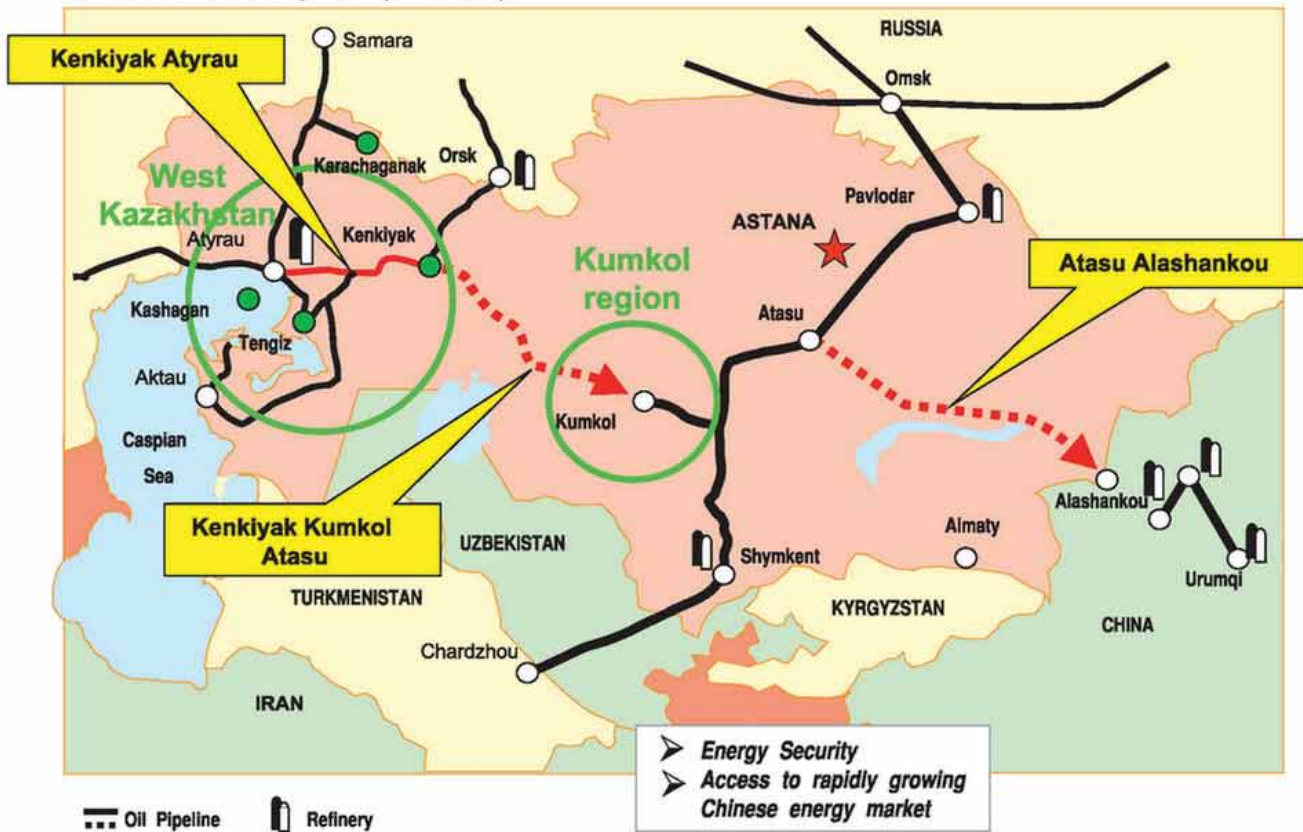 Samara
RUSSIA
Kenkiyak Atyrau
Omsk
Karachaganak
Orsk
West
Kazakhstan
Pavlodar
ASTANA
Atyrau
Kenkiyak
Kumkol
region
Atasu Alashankou
Kashagan
Tengiz
Atasu
Aktau
Kumkol
Caspian
Sea
Alashankou
Kenkiyak Kumkol
Atasu
UZBEKISTAN
Almaty
Shymkent
Urumqi
TURKMENISTAN
KYRGYZSTAN
CHINA
Chardzhou
IRAN
➢ Energy Security
➢ Access to rapidly growing
Chinese energy market
Oil Pipeline
Refinery